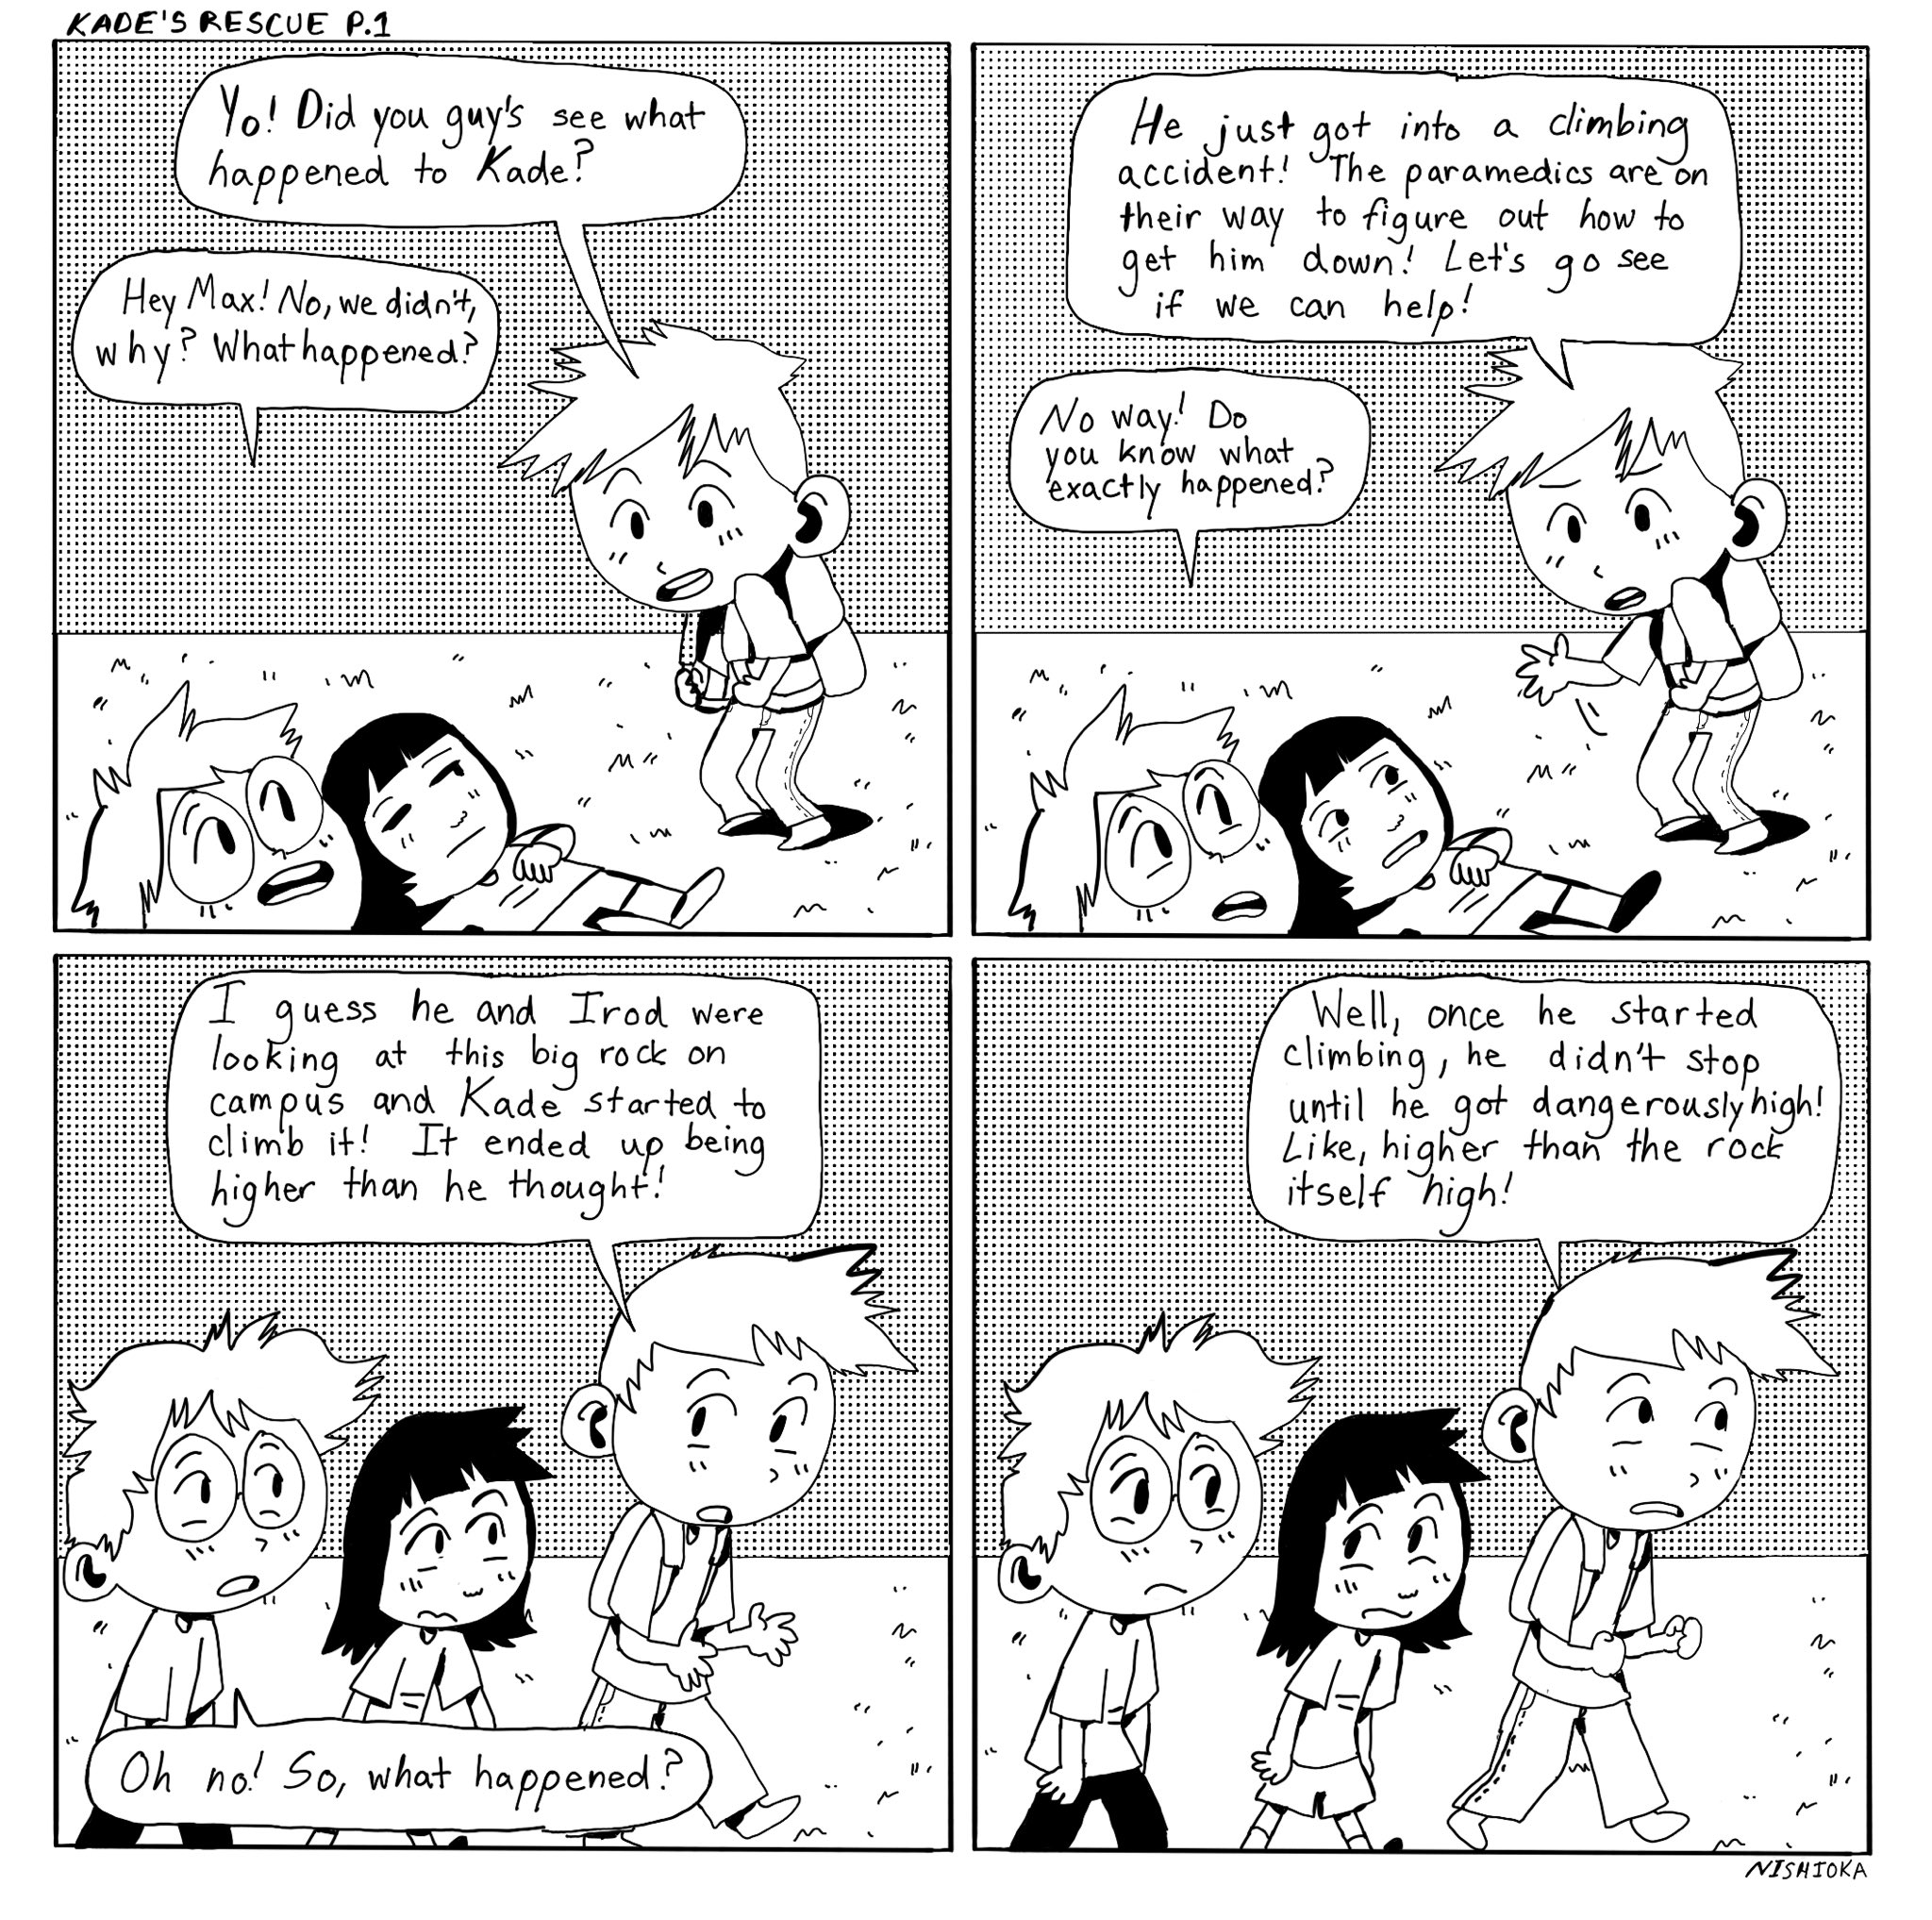 KADE'S RESCUE P.1
Yo! Did you guy's see what
happened to Kade?
Hey Max! No, we didn't,
why? What happened?
He just got into a climbing
accident! The paramedics are on
their way to figure out how to
get him down! Let's go see
if we can help!
No way! Do
you know what
exactly happened?
I guess he and Irod were
looking at this big rock on
campus and Kade started to
climb it! It ended up being
higher than he thought!
Oh no! So, what happened?
Well, once he started
climbing, he didn't stop
until he got dangerously high!
Like, higher than the rock
itself high!
NISHIOKA